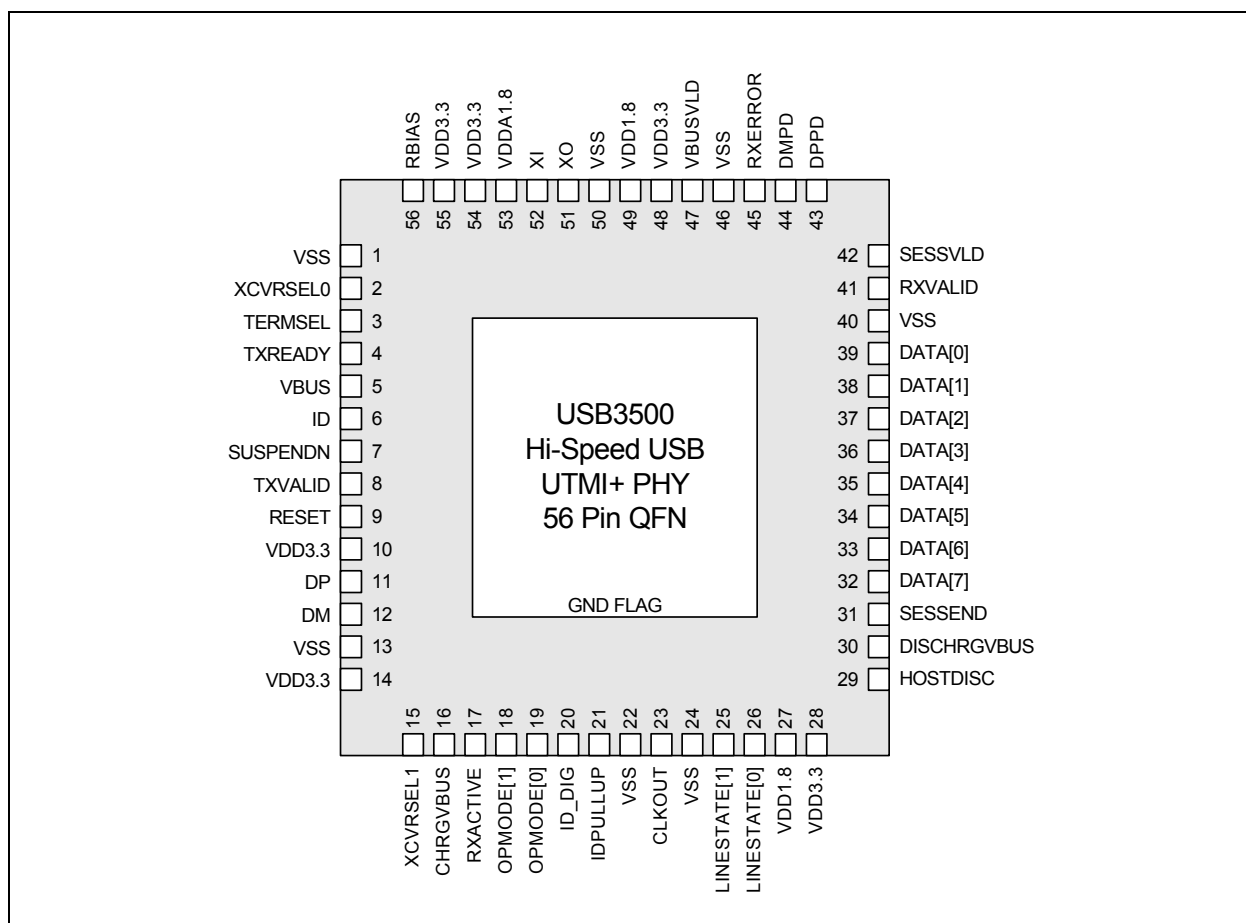 RBIAS
VDD3.3
VDD3.3
VDDA1.8
XI
XO
VSS
VDD1.8
VDD3.3
VBUSVLD
VSS
RXERROR
DMPD
DPPD
56
55
54
53
52
51
50
49
48
47
46
45
44
43
VSS 1
XCVRSEL0 2
TERMSEL 3
TXREADY 4
VBUS 5
ID 6
SUSPENDN 7
TXVALID 8
RESET 9
VDD3.3 10
DP 11
DM 12
VSS 13
VDD3.3 14
USB3500
Hi-Speed USB
UTMI+ PHY
56 Pin QFN
GND FLAG
42 SESSVLD
41 RXVALID
40 VSS
39 DATA[0]
38 DATA[1]
37 DATA[2]
36 DATA[3]
35 DATA[4]
34 DATA[5]
33 DATA[6]
32 DATA[7]
31 SESSEND
30 DISCHRGVBUS
29 HOSTDISC
15
16
17
18
19
20
21
22
23
24
25
26
27
28
XCVRSEL1
CHRGVBUS
RXACTIVE
OPMODE[1]
OPMODE[0]
ID_DIG
IDPULLUP
VSS
CLKOUT
VSS
LINESTATE[1]
LINESTATE[0]
VDD1.8
VDD3.3